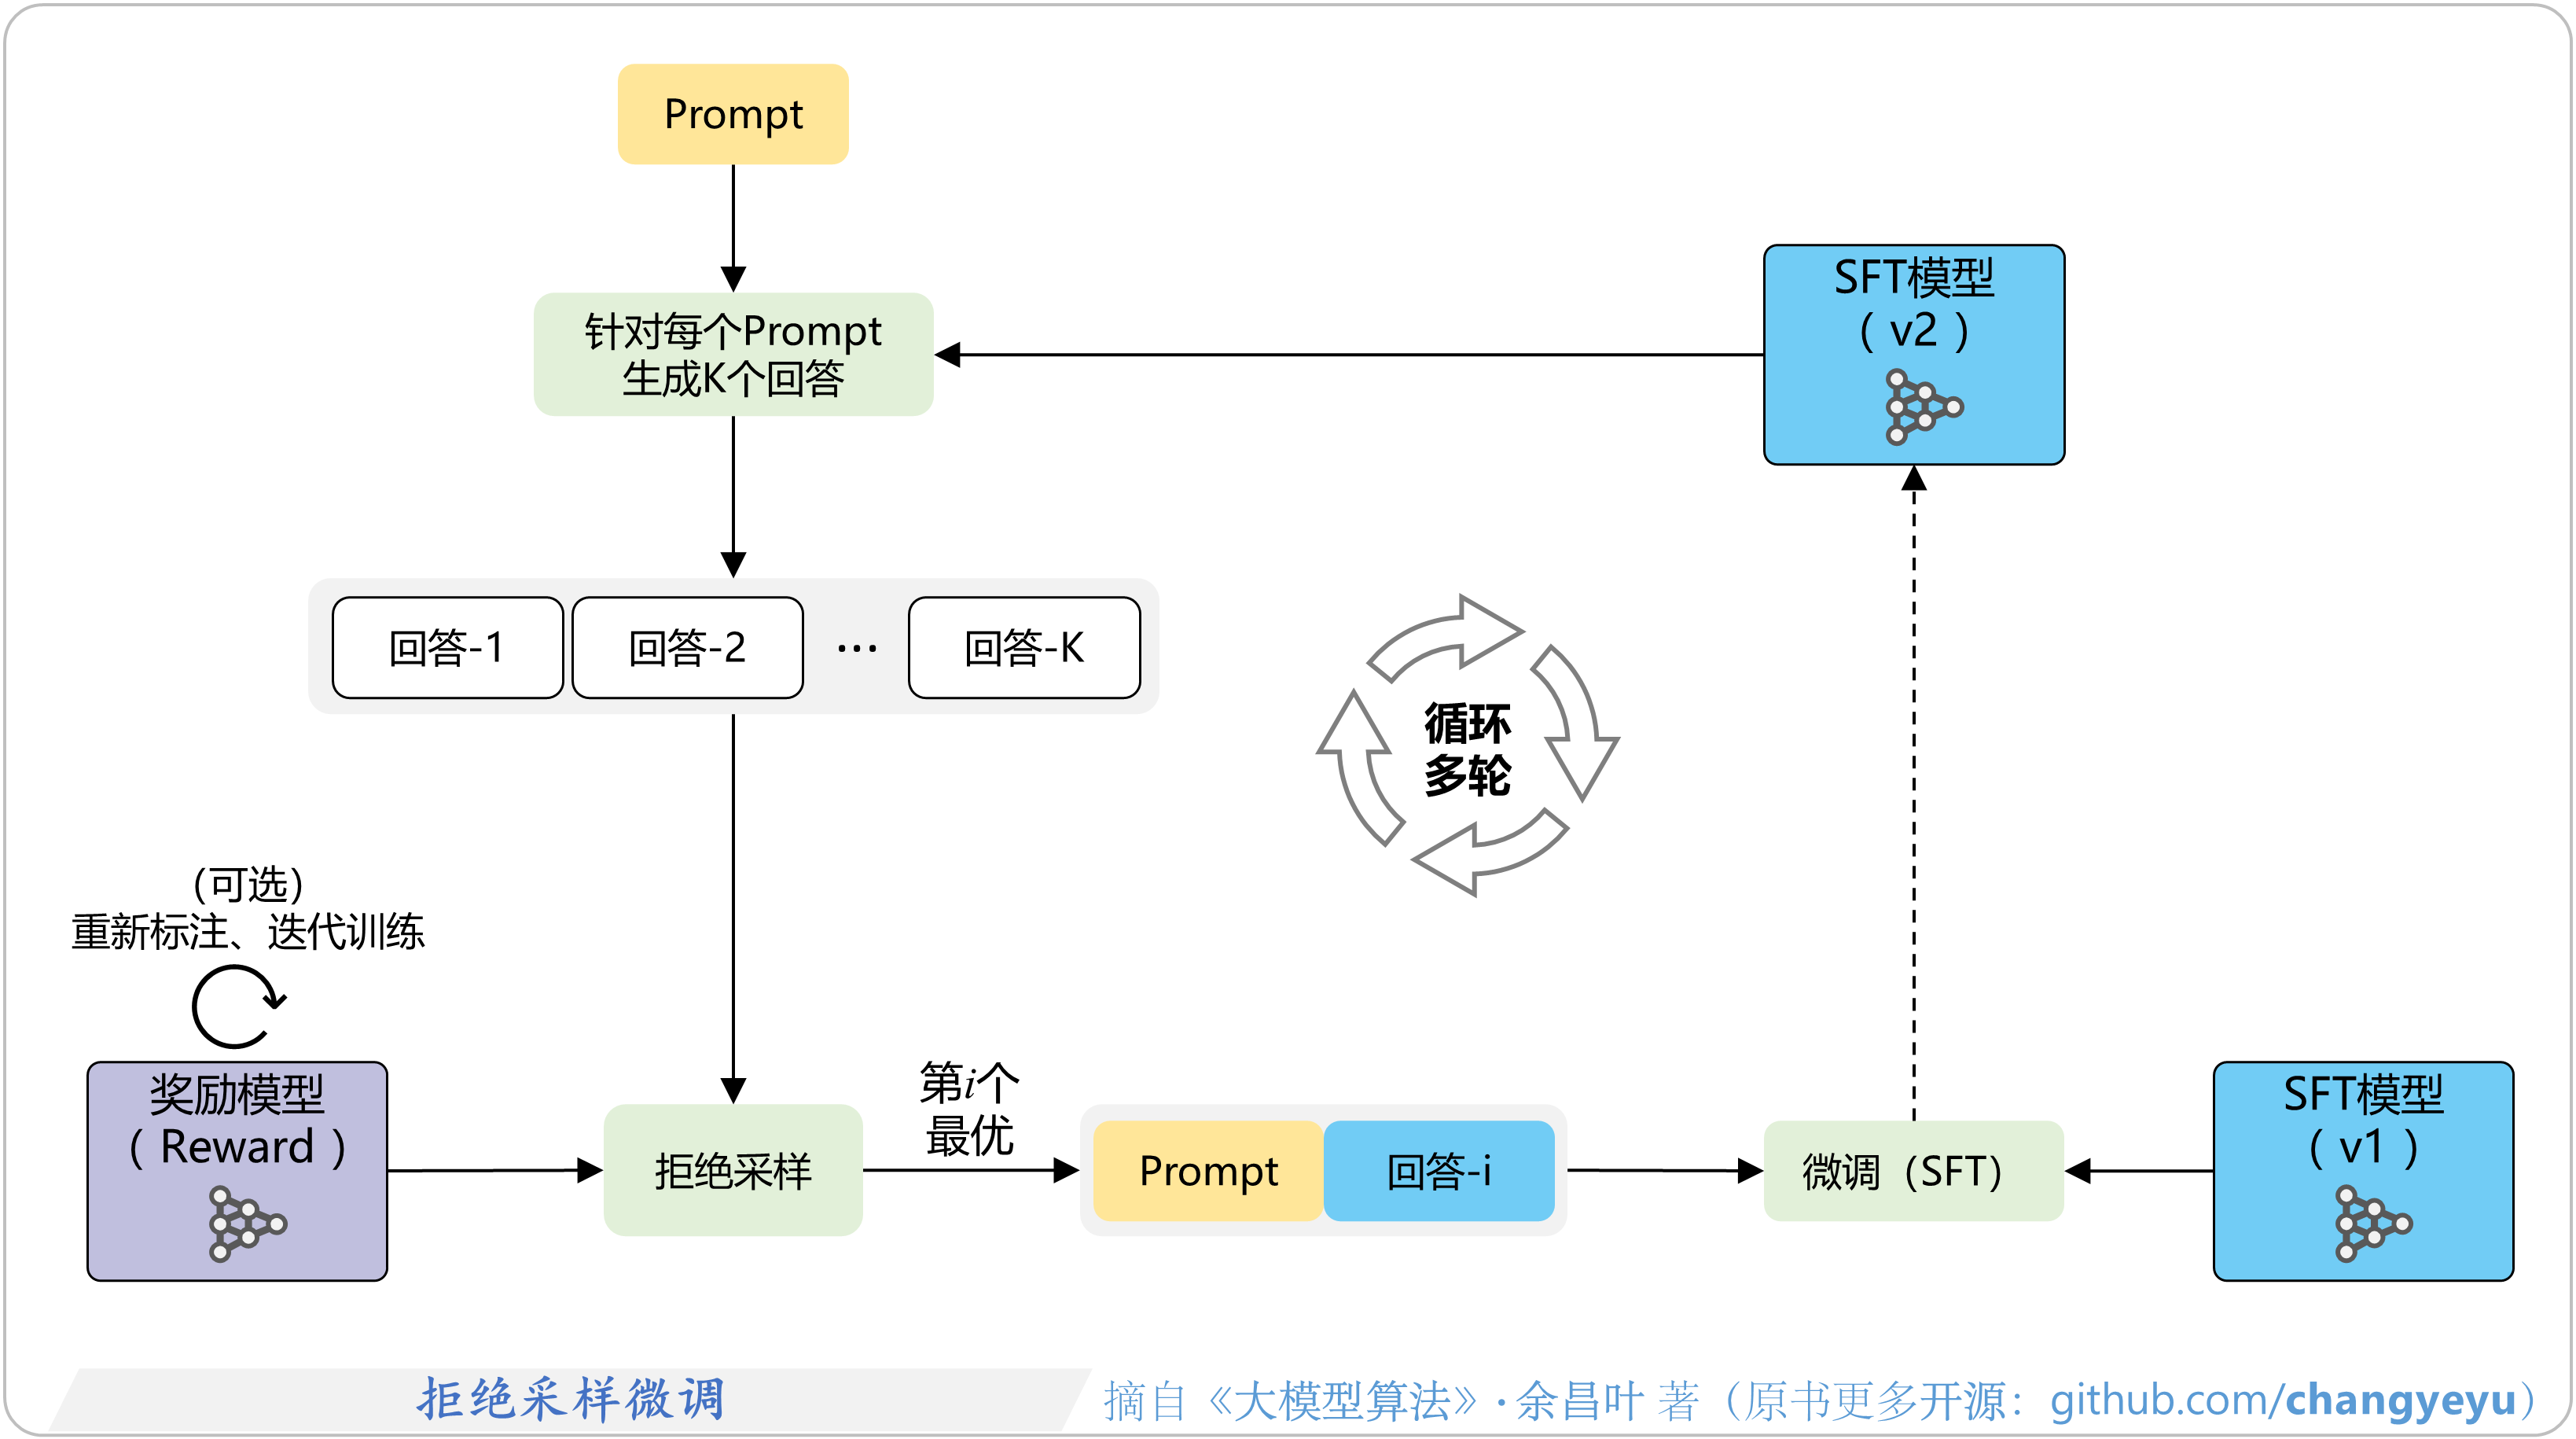 Prompt
针对每个Prompt
生成K个回答
SFT模型
（v2）
回答-1
回答-2
...
回答-K
循环
多轮
（可选）
重新标注、迭代训练
奖励模型
（Reward）
拒绝采样
第i个
最优
Prompt
回答-i
微调（SFT）
SFT模型
（v1）
拒绝采样微调
摘自《大模型算法》·余昌叶 著（原书更多开源：github.com/changyeyu）